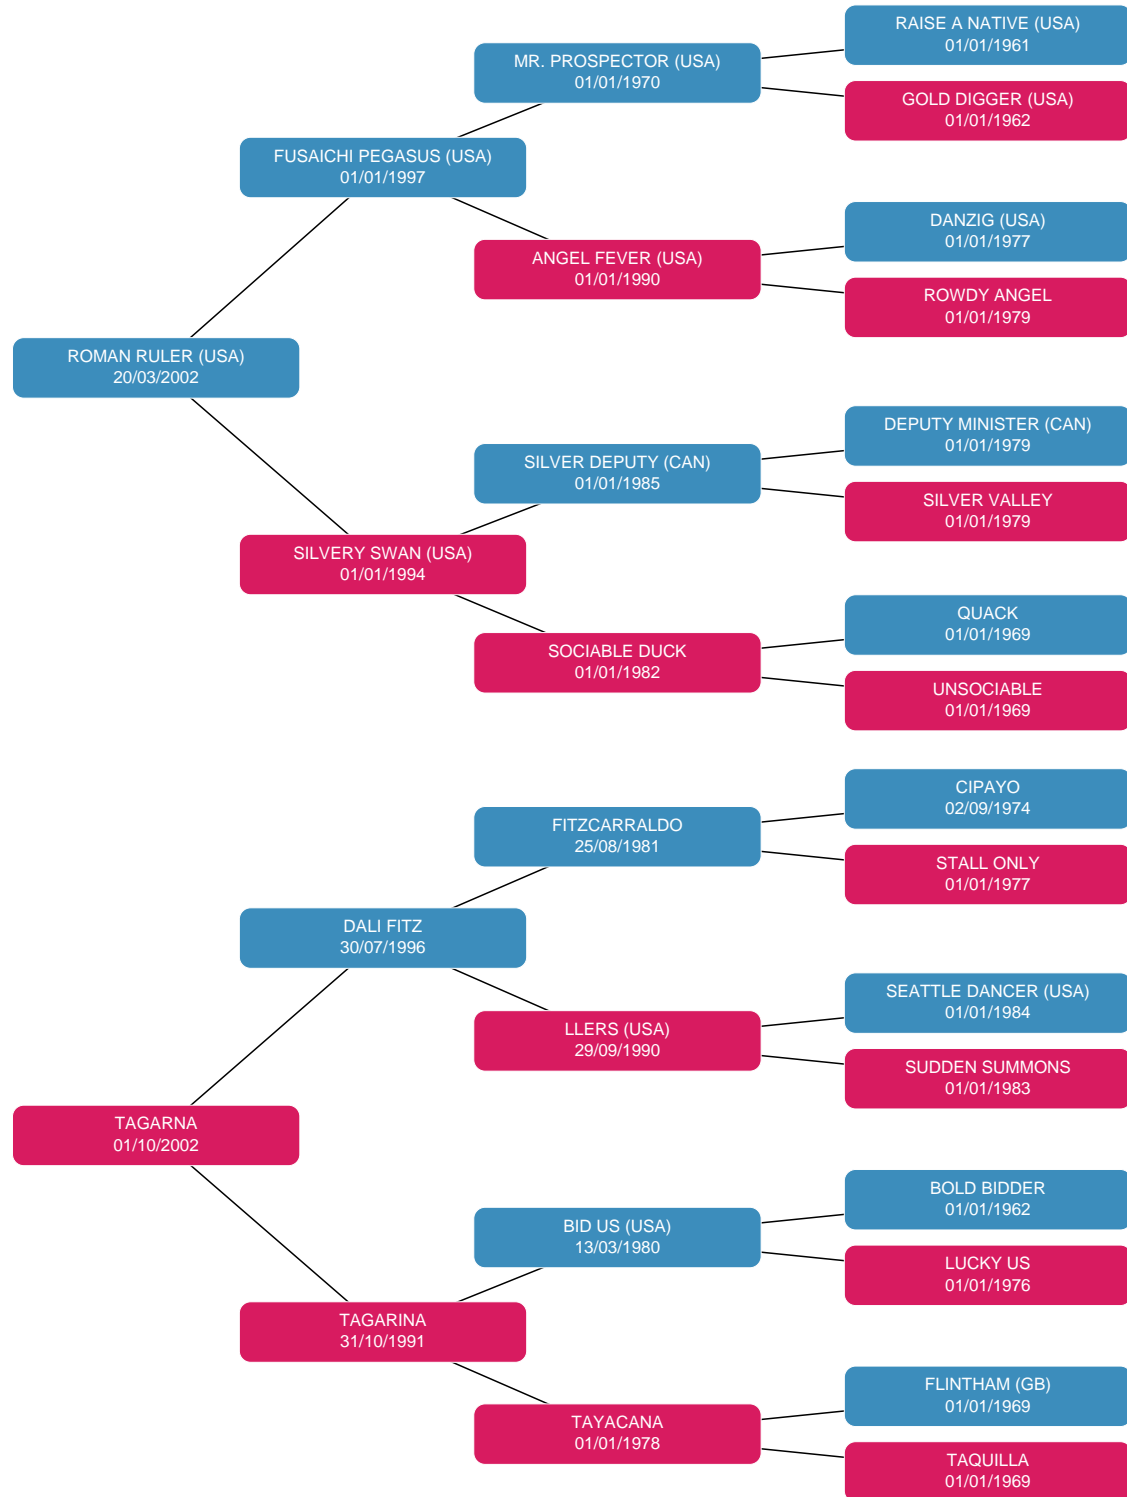 RAISE A NATIVE (USA)
01/01/1961
MR. PROSPECTOR (USA)
01/01/1970
GOLD DIGGER (USA)
01/01/1962
FUSAICHI PEGASUS (USA)
01/01/1997
DANZIG (USA)
01/01/1977
ANGEL FEVER (USA)
01/01/1990
ROWDY ANGEL
01/01/1979
ROMAN RULER (USA)
20/03/2002
DEPUTY MINISTER (CAN)
01/01/1979
SILVER DEPUTY (CAN)
01/01/1985
SILVER VALLEY
01/01/1979
SILVERY SWAN (USA)
01/01/1994
QUACK
01/01/1969
SOCIABLE DUCK
01/01/1982
UNSOCIABLE
01/01/1969
CIPAYO
02/09/1974
FITZCARRALDO
25/08/1981
STALL ONLY
01/01/1977
DALI FITZ
30/07/1996
SEATTLE DANCER (USA)
01/01/1984
LLERS (USA)
29/09/1990
SUDDEN SUMMONS
01/01/1983
TAGARNA
01/10/2002
BOLD BIDDER
01/01/1962
BID US (USA)
13/03/1980
LUCKY US
01/01/1976
TAGARINA
31/10/1991
FLINTHAM (GB)
01/01/1969
TAYACANA
01/01/1978
TAQUILLA
01/01/1969